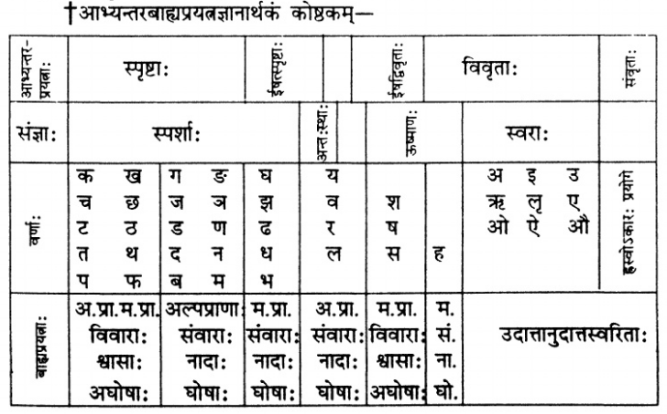 †आभ्यन्तरबाह्यप्रयत्नज्ञानार्थकं कोष्ठकम्—
आभ्यन्तर-प्रयत्नाः स्पृष्टाः ईषत्स्पृष्टाः ईषद्विवृताः विवृताः संवृताः
संज्ञाः स्पर्शाः अन्तःस्थाः ऊष्माणः स्वराः
वर्णाः
क ख ग ङ घ य अ इ उ
च छ ज ञ झ व श ऋ लृ ए
ट ठ ड ण ढ र ष ओ ऐ औ
त थ द न ध ल स ह
प फ ब म भ
ह्रस्वोऽकारः प्रयोगे
बाह्यप्रयत्नाः
अ.प्रा.म.प्रा. अल्पप्राणाः म.प्रा. अ.प्रा. म.प्रा. म.
विवाराः संवाराः संवाराः संवाराः विवाराः सं. उदात्तानुदात्तस्वरिताः
श्वासाः नादाः नादाः नादाः श्वासाः ना.
अघोषाः घोषाः घोषाः घोषाः अघोषाः घो.